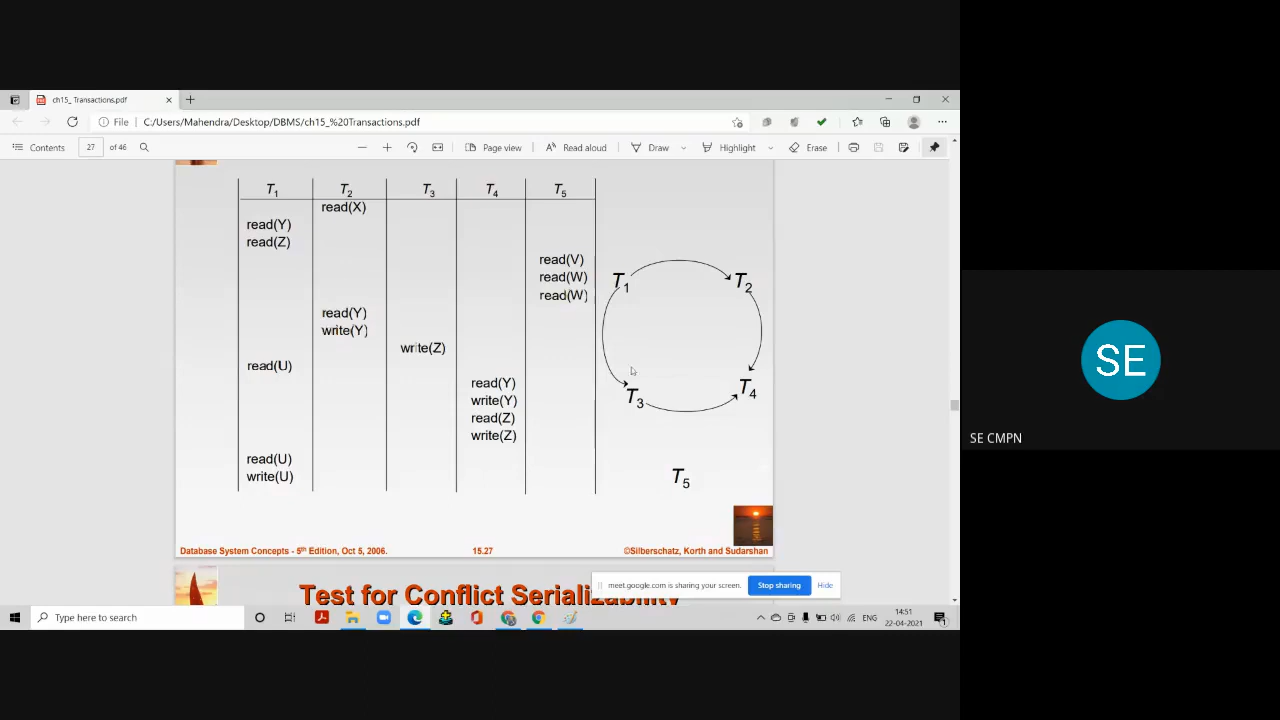 ch15_ Transactions.pdf
File C:/Users/Mahendra/Desktop/DBMS/ch15_%20Transactions.pdf
Contents 27 of 46 Page view Read aloud Draw Highlight Erase
T1 T2 T3 T4 T5
read(X)
read(Y)
read(Z)
read(V)
read(W)
read(W)
read(Y)
write(Y)
write(Z)
read(U)
read(Y)
write(Y)
read(Z)
write(Z)
read(U)
write(U)
T1 T2
T3 T4
T5
Database System Concepts - 5th Edition, Oct 5, 2006. 15.27 ©Silberschatz, Korth and Sudarshan
Test for Conflict Serializability
meet.google.com is sharing your screen. Stop sharing Hide
Type here to search
ENG
14:51
22-04-2021
SE
SE CMPN